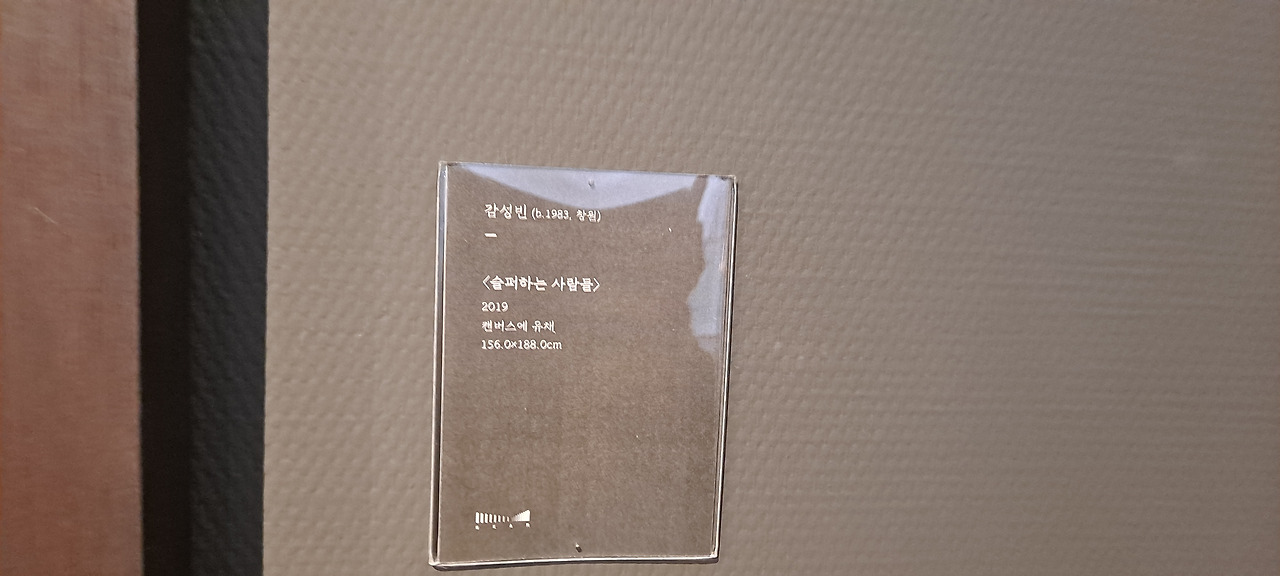 감성빈 (b.1983, 창원)
—
〈슬퍼하는 사람들〉
2019
캔버스에 유채
156.0×188.0cm